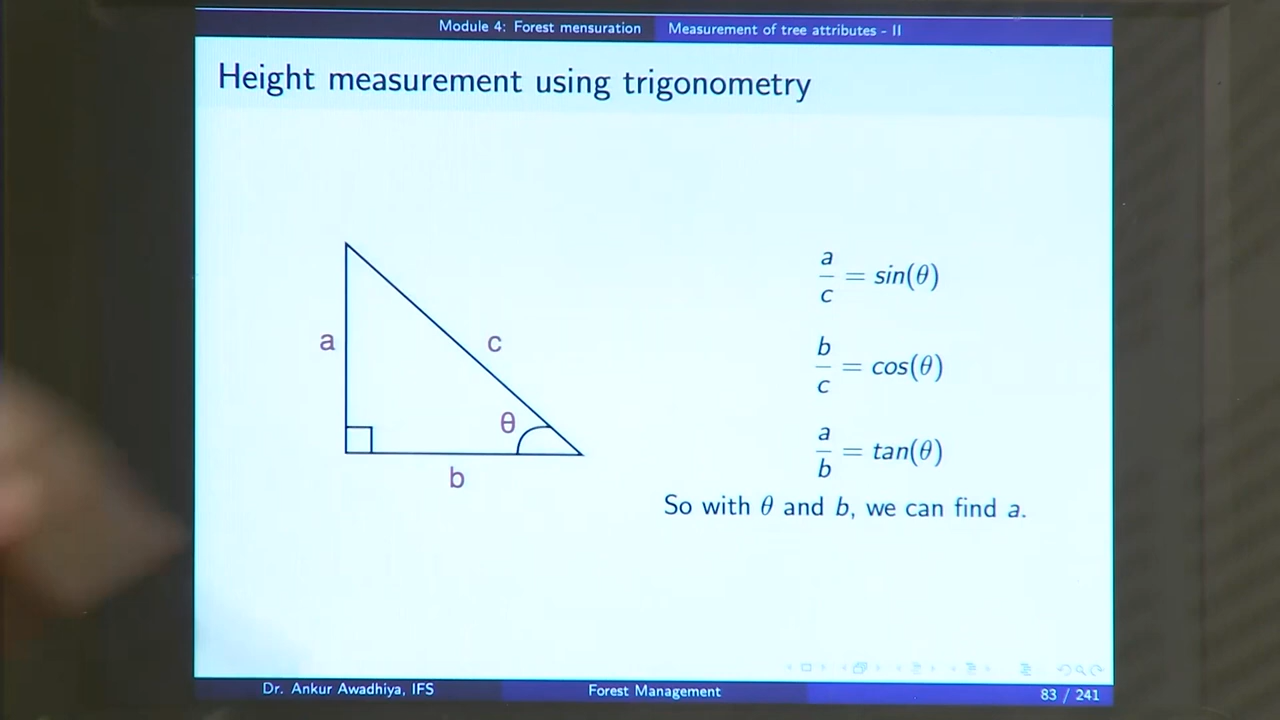 Module 4: Forest mensuration Measurement of tree attributes - II
Height measurement using trigonometry
a
c
θ
b
a/c = sin(θ)
b/c = cos(θ)
a/b = tan(θ)
So with θ and b, we can find a.
Dr. Ankur Awadhiya, IFS Forest Management 83 / 241